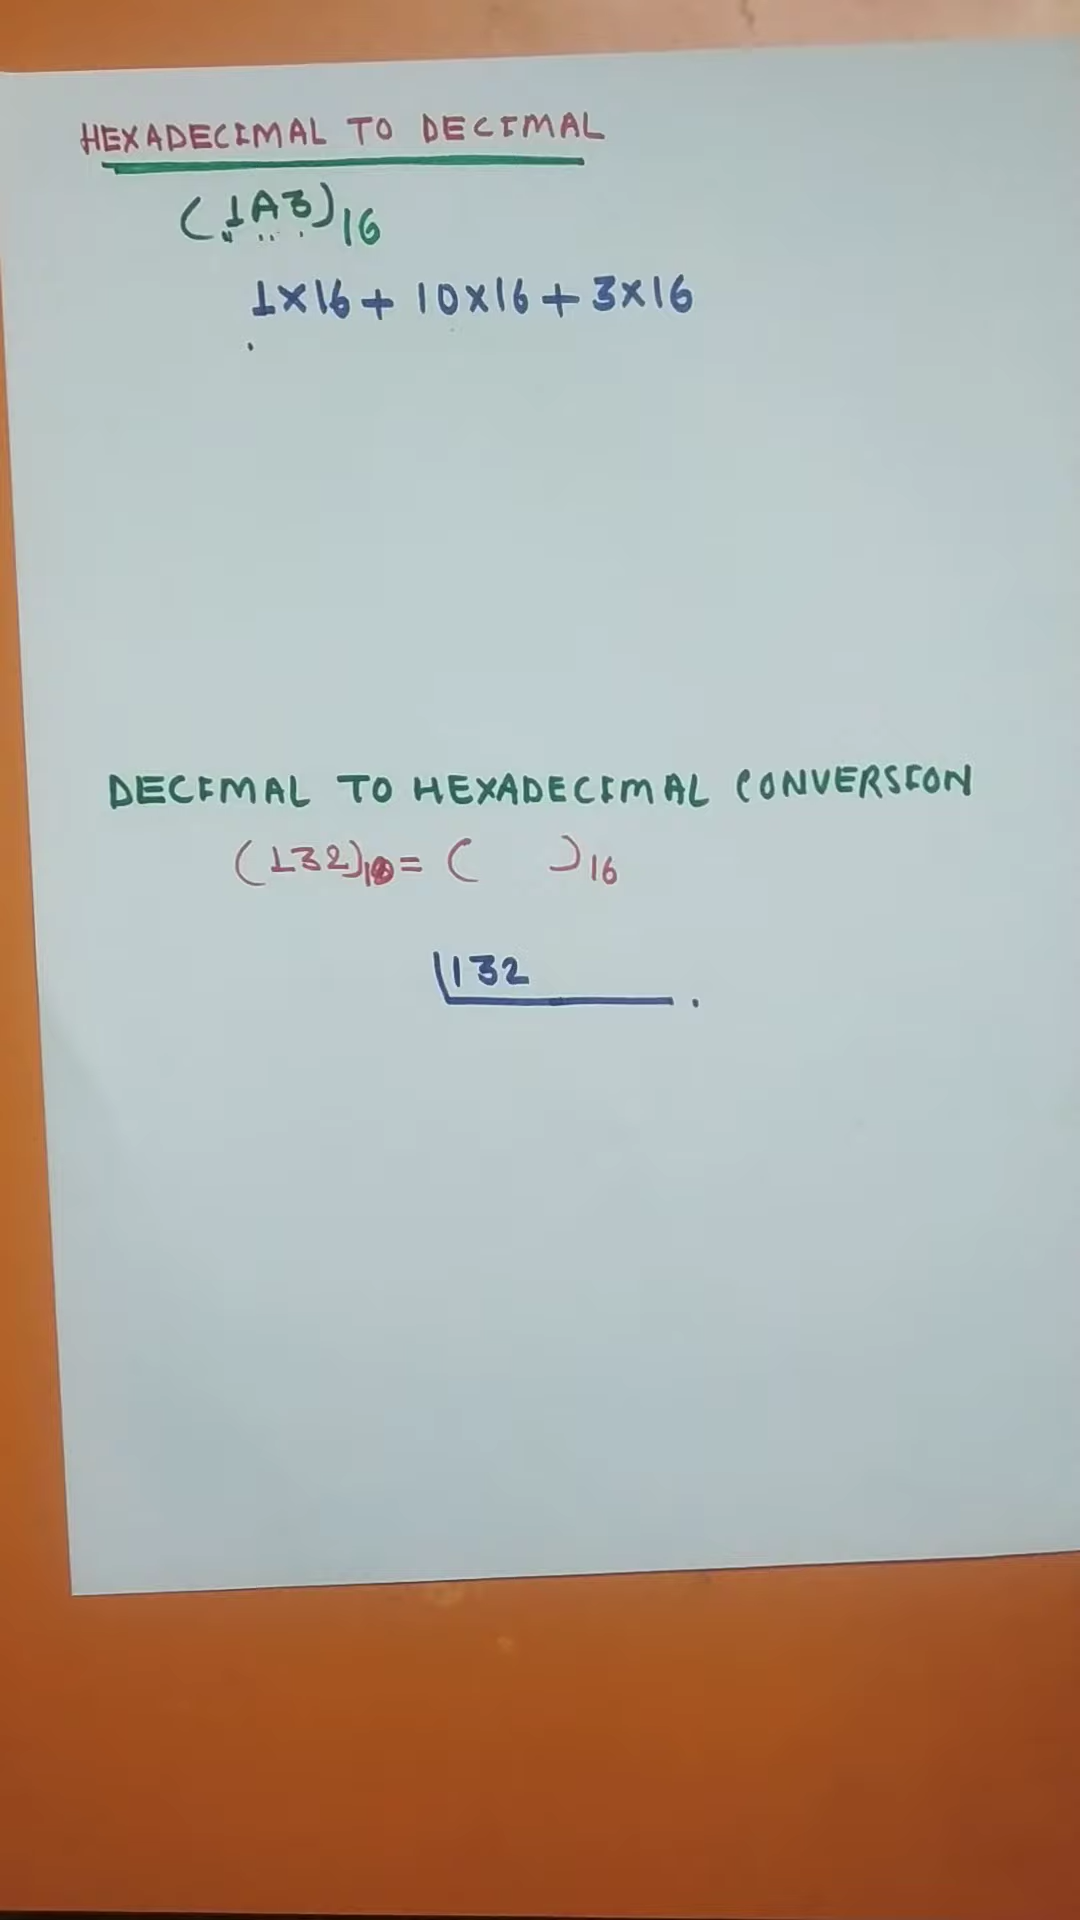 HEXADECIMAL TO DECIMAL
(1A3)16
1×16+ 10×16+3×16
DECIMAL TO HEXADECIMAL CONVERSION
(132)10=( )16
132